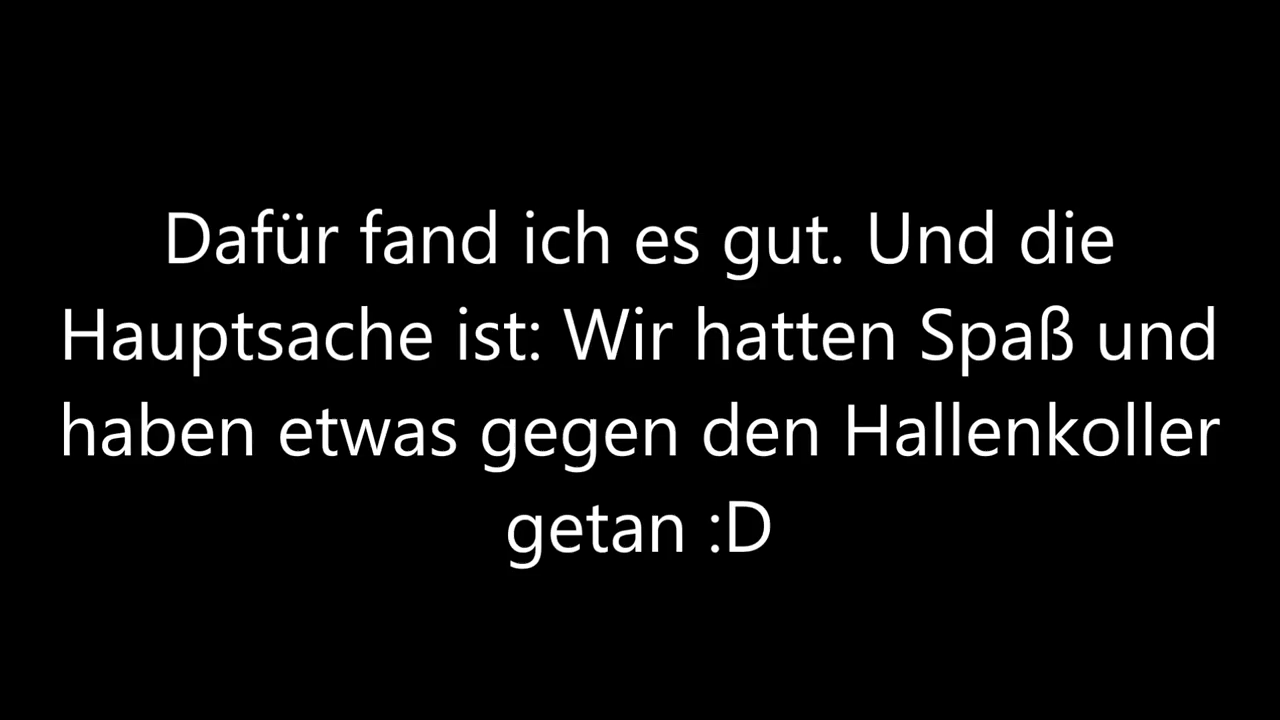 Dafür fand ich es gut. Und die
Hauptsache ist: Wir hatten Spaß und
haben etwas gegen den Hallenkoller
getan :D